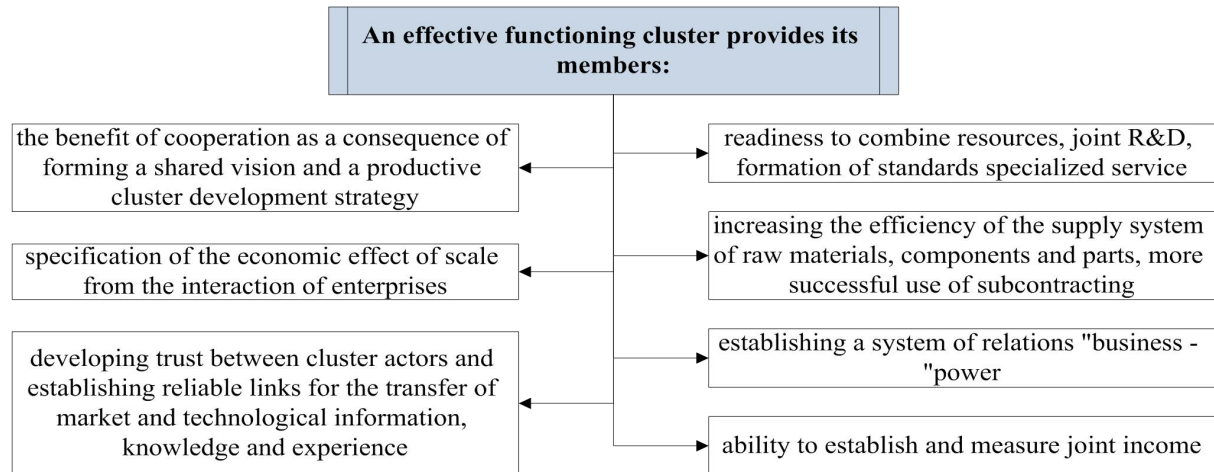 An effective functioning cluster provides its
members:
the benefit of cooperation as a consequence of
forming a shared vision and a productive
cluster development strategy
specification of the economic effect of scale
from the interaction of enterprises
developing trust between cluster actors and
establishing reliable links for the transfer of
market and technological information,
knowledge and experience
readiness to combine resources, joint R&D,
formation of standards specialized service
increasing the efficiency of the supply system
of raw materials, components and parts, more
successful use of subcontracting
establishing a system of relations "business -
"power
ability to establish and measure joint income